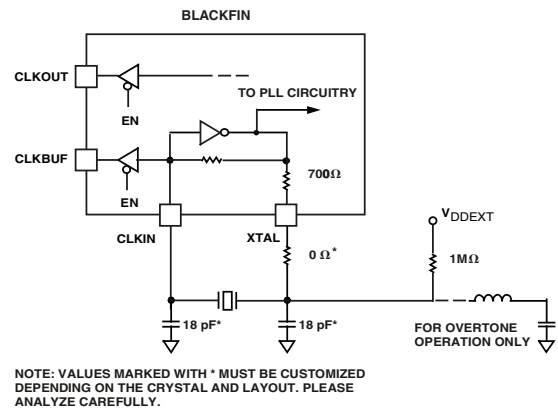 BLACKFIN
CLKOUT
TO PLL CIRCUITRY
EN
CLKBUF
700Ω
EN
VDDEXT
CLKIN
XTAL
0 Ω*
1MΩ
18 pF*
18 pF*
FOR OVERTONE
OPERATION ONLY
NOTE: VALUES MARKED WITH * MUST BE CUSTOMIZED
DEPENDING ON THE CRYSTAL AND LAYOUT. PLEASE
ANALYZE CAREFULLY.